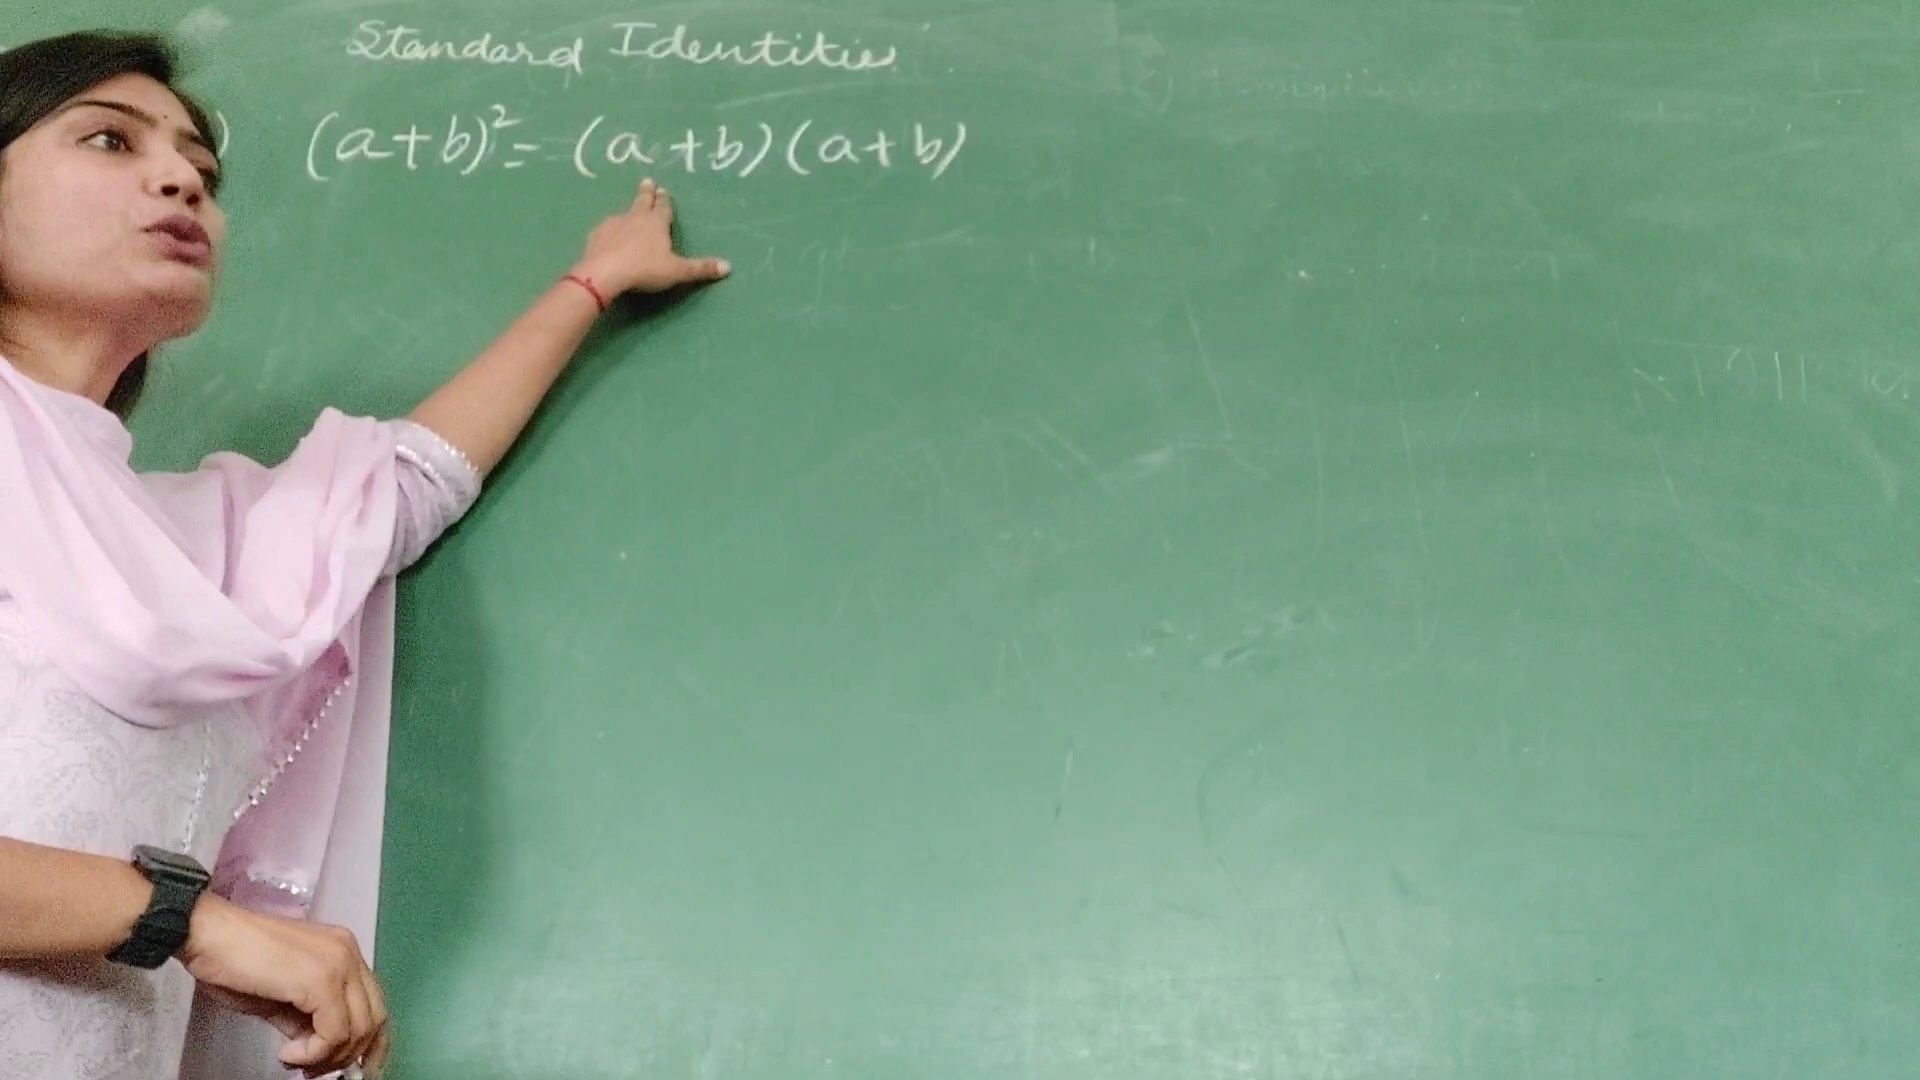 Standard Identities
) (a+b)²= (a+b)(a+b)